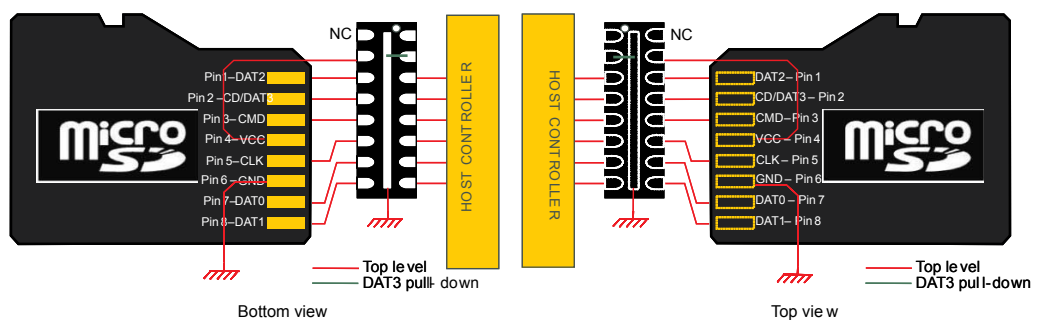 NC
Pin1–DAT2
Pin 2 –CD/DAT3
Pin 3–CMD
Pin 4–VCC
Pin 5–CLK
Pin 6–GND
Pin 7–DAT0
Pin 8–DAT1
micro
SD
HOST CONTROLLER
Top level
DAT3 pull- down
Bottom view
HOST CONTROLLER
NC
DAT2– Pin 1
CD/DAT3– Pin 2
CMD– Pin 3
VCC – Pin 4
CLK– Pin 5
GND – Pin 6
DAT0 – Pin 7
DAT1– Pin 8
micro
SD
Top level
DAT3 pull-down
Top view